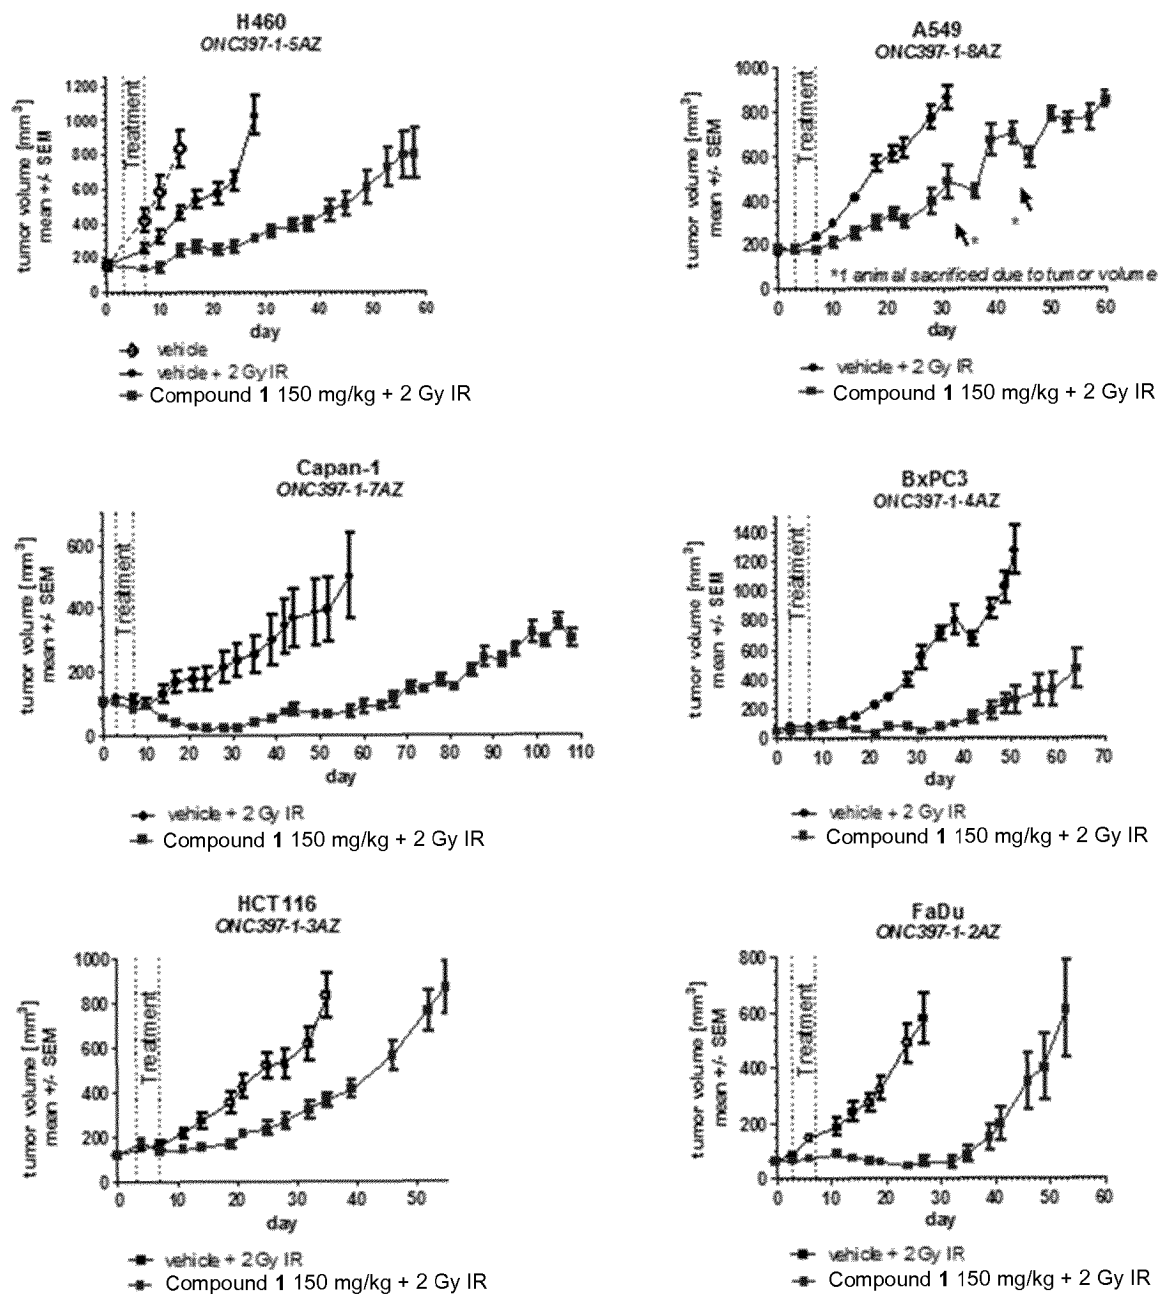 H460
ONC397-1-5AZ
tumor volume [mm³]
mean +/- SEM
Treatment
1200
1000
800
600
400
200
0
0 10 20 30 40 50 60
day
vehicle
vehicle + 2 Gy IR
Compound 1 150 mg/kg + 2 Gy IR
A549
ONC397-1-8AZ
tumor volume [mm³]
mean +/- SEM
Treatment
1000
800
600
400
200
0
*
*
*1 animal sacrificed due to tumor volume
0 10 20 30 40 50 60
day
vehicle + 2 Gy IR
Compound 1 150 mg/kg + 2 Gy IR
Capan-1
ONC397-1-7AZ
tumor volume [mm³]
mean +/- SEM
Treatment
600
400
200
0
0 10 20 30 40 50 60 70 80 90 100 110
day
vehicle + 2 Gy IR
Compound 1 150 mg/kg + 2 Gy IR
BxPC3
ONC397-1-4AZ
tumor volume [mm³]
mean +/- SEM
Treatment
1400
1200
1000
800
600
400
200
0
0 10 20 30 40 50 60 70
day
vehicle + 2 Gy IR
Compound 1 150 mg/kg + 2 Gy IR
HCT116
ONC397-1-3AZ
tumor volume [mm³]
mean +/- SEM
Treatment
1000
800
600
400
200
0
0 10 20 30 40 50
day
vehicle + 2 Gy IR
Compound 1 150 mg/kg + 2 Gy IR
FaDu
ONC397-1-2AZ
tumor volume [mm³]
mean +/- SEM
Treatment
800
600
400
200
0
0 10 20 30 40 50 60
day
vehicle + 2 Gy IR
Compound 1 150 mg/kg + 2 Gy IR